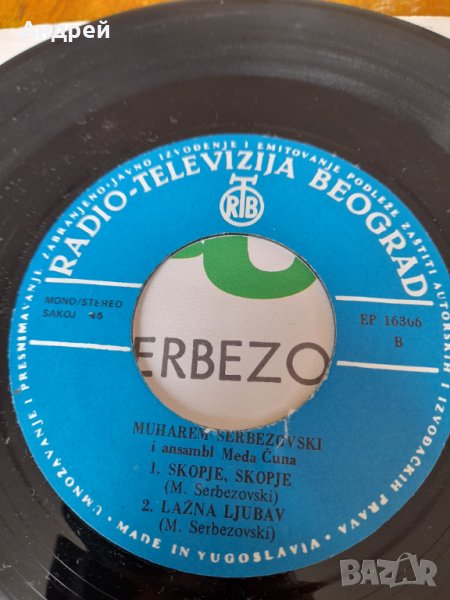 Андрей
UMNOŽAVANJE I PRESNIMAVANJE ZABRANJENO · JAVNO IZVOĐENJE I EMITOVANJE PODLEŽE ZAŠTITI AUTORSKIH I IZVOĐAČKIH PRAVA ·
RADIO-TELEVIZIJA BEOGRAD
RTB
MONO/STEREO
SAKOJ 45
EP 16366
B
ERBEZO
MUHAREM SERBEZOVSKI
i ansambl Meda Čuna
1. SKOPJE, SKOPJE
(M. Serbezovski)
2. LAŽNA LJUBAV
(M. Serbezovski)
MADE IN YUGOSLAVIA
BAZAR